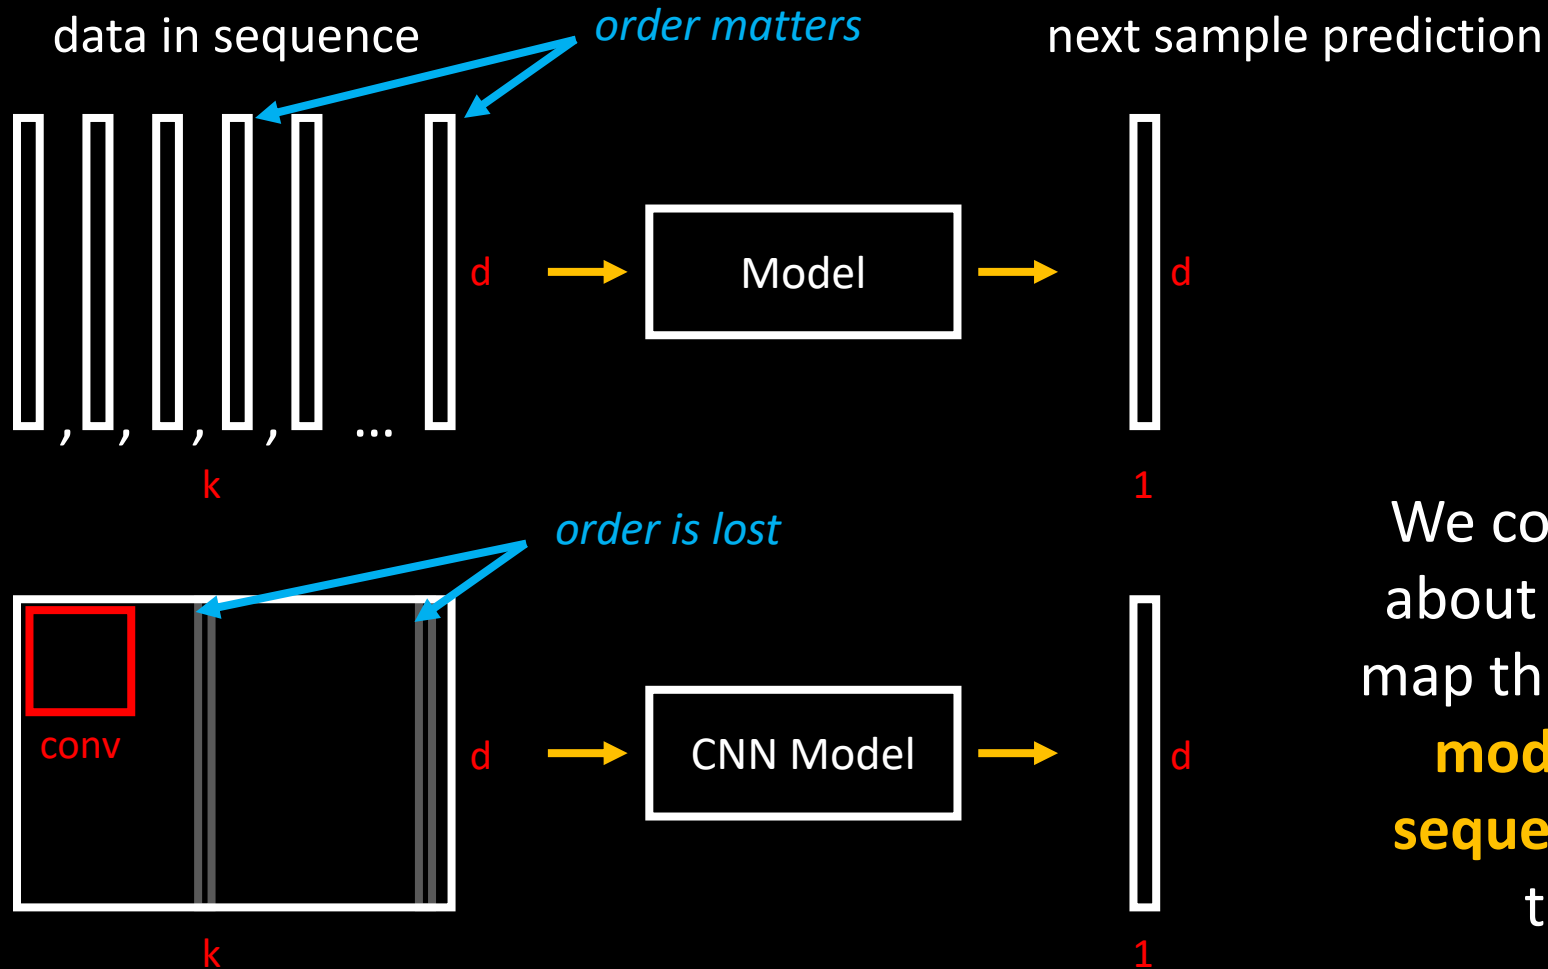 data in sequence
order matters
next sample prediction
d
Model
d
, , , , ...
k
1
order is lost
conv
d
CNN Model
d
k
1
We co
about
map th
mod
seque
t